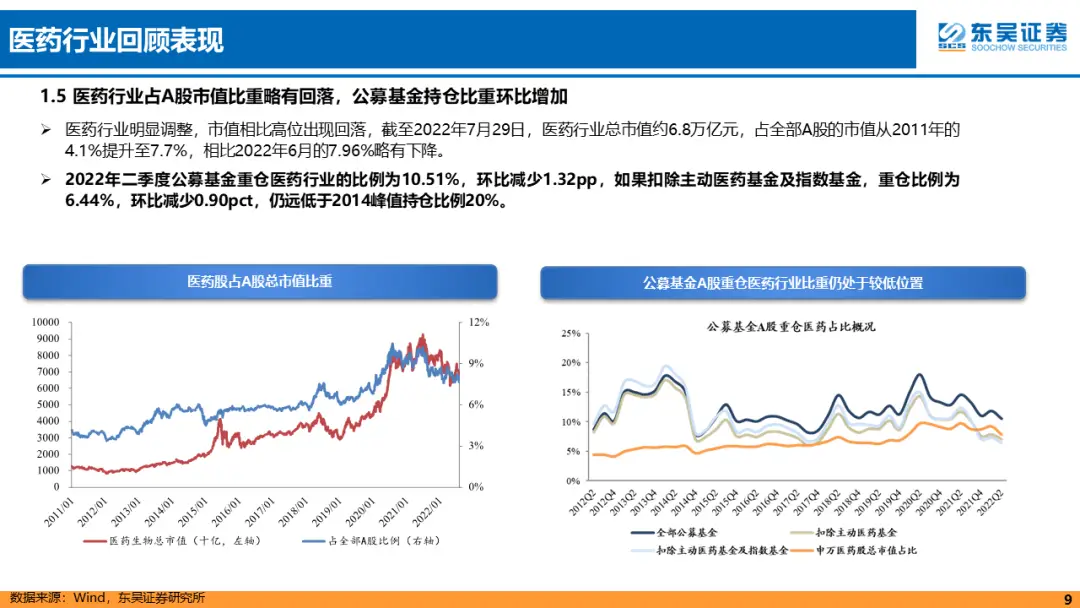 医药行业回顾表现
东吴证券
SCS SOOCHOW SECURITIES
1.5 医药行业占A股市值比重略有回落，公募基金持仓比重环比增加
➢ 医药行业明显调整，市值相比高位出现回落，截至2022年7月29日，医药行业总市值约6.8万亿元，占全部A股的市值从2011年的
4.1%提升至7.7%，相比2022年6月的7.96%略有下降。
➢ 2022年二季度公募基金重仓医药行业的比例为10.51%，环比减少1.32pp，如果扣除主动医药基金及指数基金，重仓比例为
6.44%，环比减少0.90pct，仍远低于2014峰值持仓比例20%。
医药股占A股总市值比重
10000
9000
8000
7000
6000
5000
4000
3000
2000
1000
0
12%
9%
6%
3%
0%
2011/01
2012/01
2013/01
2014/01
2015/01
2016/01
2017/01
2018/01
2019/01
2020/01
2021/01
2022/01
医药生物总市值（十亿，左轴）
占全部A股比例（右轴）
公募基金A股重仓医药行业比重仍处于较低位置
公募基金A股重仓医药占比概况
25%
20%
15%
10%
5%
0%
2012Q2
2012Q4
2013Q2
2013Q4
2014Q2
2014Q4
2015Q2
2015Q4
2016Q2
2016Q4
2017Q2
2017Q4
2018Q2
2018Q4
2019Q2
2019Q4
2020Q2
2020Q4
2021Q2
2021Q4
2022Q2
全部公募基金
扣除主动医药基金
扣除主动医药基金及指数基金
申万医药股总市值占比
数据来源：Wind，东吴证券研究所
9